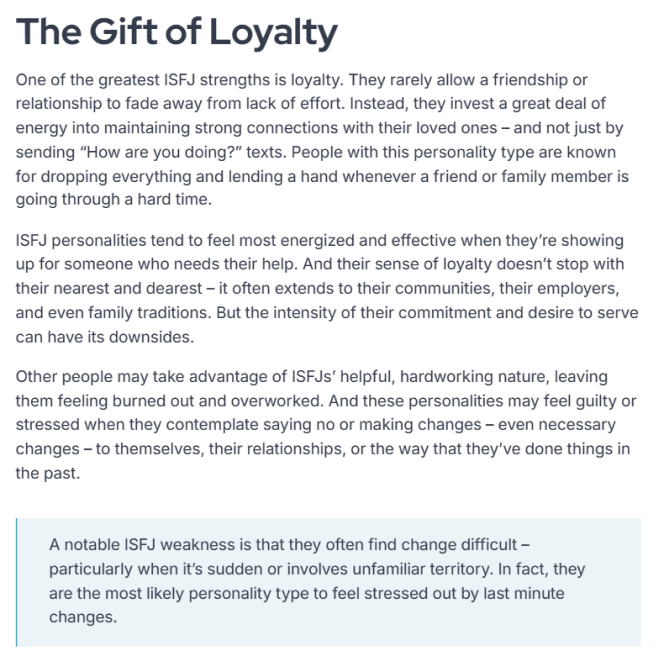 The Gift of Loyalty
One of the greatest ISFJ strengths is loyalty. They rarely allow a friendship or
relationship to fade away from lack of effort. Instead, they invest a great deal of
energy into maintaining strong connections with their loved ones – and not just by
sending “How are you doing?” texts. People with this personality type are known
for dropping everything and lending a hand whenever a friend or family member is
going through a hard time.
ISFJ personalities tend to feel most energized and effective when they’re showing
up for someone who needs their help. And their sense of loyalty doesn’t stop with
their nearest and dearest – it often extends to their communities, their employers,
and even family traditions. But the intensity of their commitment and desire to serve
can have its downsides.
Other people may take advantage of ISFJs’ helpful, hardworking nature, leaving
them feeling burned out and overworked. And these personalities may feel guilty or
stressed when they contemplate saying no or making changes – even necessary
changes – to themselves, their relationships, or the way that they’ve done things in
the past.
A notable ISFJ weakness is that they often find change difficult –
particularly when it’s sudden or involves unfamiliar territory. In fact, they
are the most likely personality type to feel stressed out by last minute
changes.